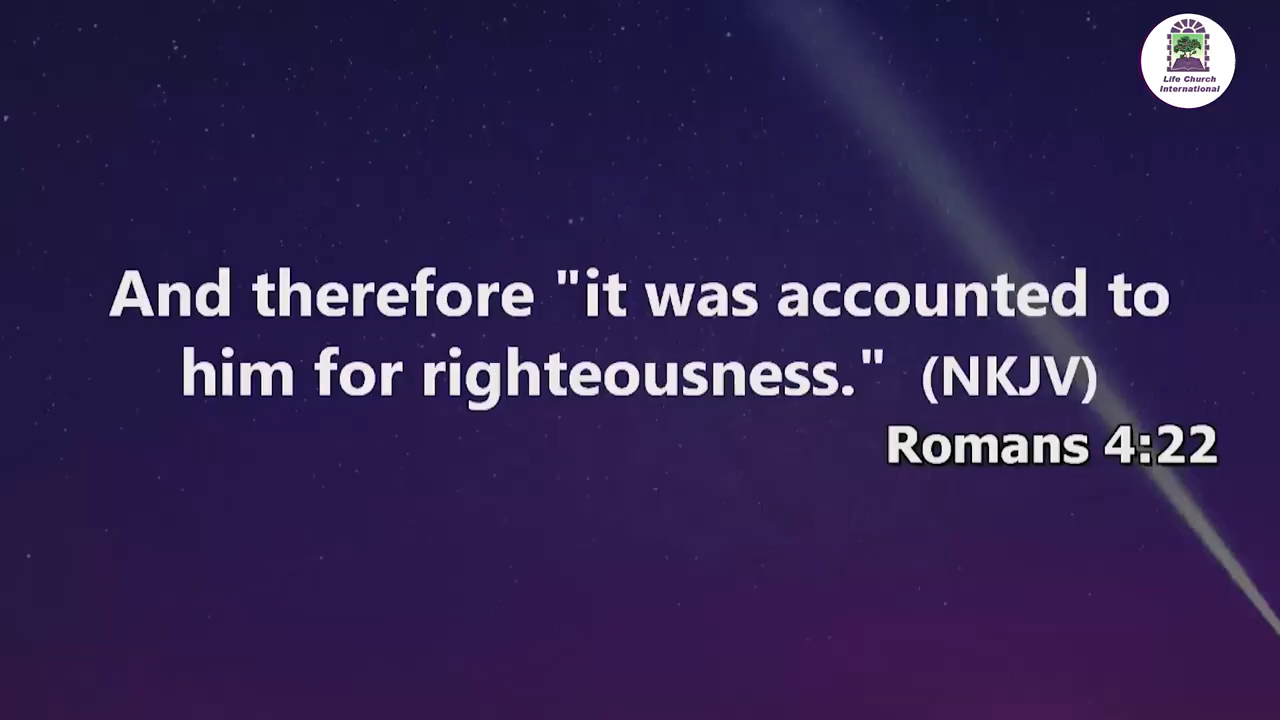 Life Church
International
And therefore "it was accounted to
him for righteousness." (NKJV)
Romans 4:22